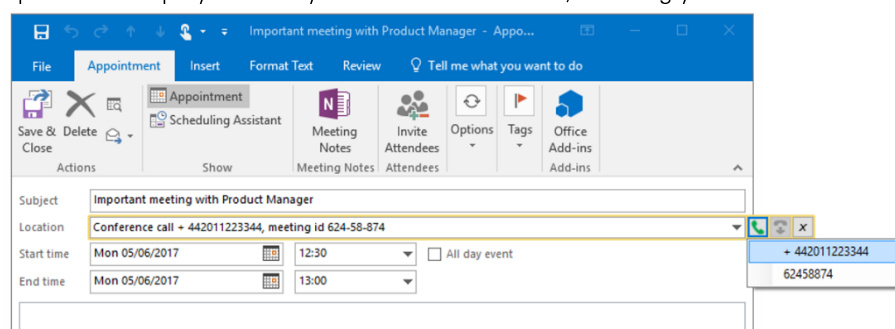 Important meeting with Product Manager - Appo...
File Appointment Insert Format Text Review Tell me what you want to do
Save & Close
Delete
Appointment
Scheduling Assistant
Meeting Notes
Invite Attendees
Options
Tags
Office Add-ins
Actions Show Meeting Notes Attendees Add-ins
Subject Important meeting with Product Manager
Location Conference call + 442011223344, meeting id 624-58-874
+ 442011223344
62458874
Start time Mon 05/06/2017 12:30 All day event
End time Mon 05/06/2017 13:00